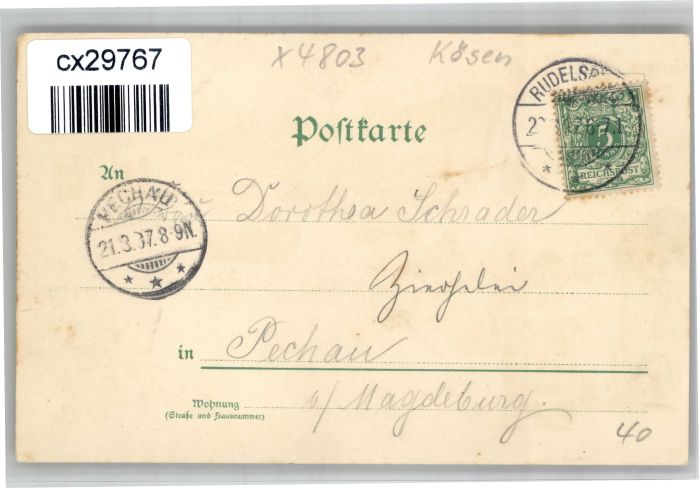 cx29767
X4803 Kösen
RUDELSB
5
REICHSPOST
Postkarte
An
PECHAU
21.3.97.8-9N.
Dorothea Schrader
in Pechau
Wohnung
(Straße und Hausnummer)
b/ Magdeburg.
40